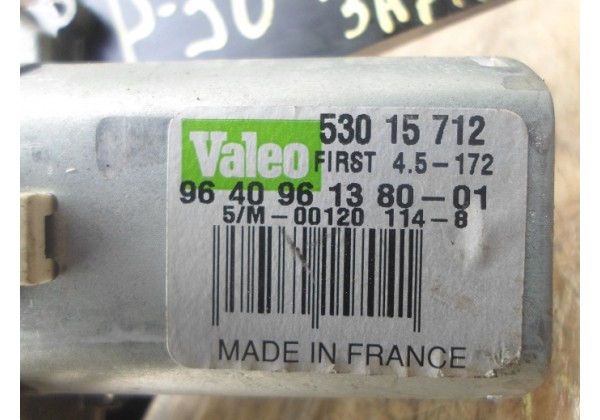 Valeo
530 15 712
FIRST 4.5-172
96 40 96 13 80-01
5/M-00120 114-8
MADE IN FRANCE